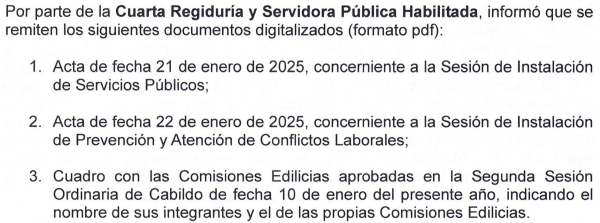 Por parte de la Cuarta Regiduría y Servidora Pública Habilitada, informó que se
remiten los siguientes documentos digitalizados (formato pdf):
1. Acta de fecha 21 de enero de 2025, concerniente a la Sesión de Instalación
de Servicios Públicos;
2. Acta de fecha 22 de enero de 2025, concerniente a la Sesión de Instalación
de Prevención y Atención de Conflictos Laborales;
3. Cuadro con las Comisiones Edilicias aprobadas en la Segunda Sesión
Ordinaria de Cabildo de fecha 10 de enero del presente año, indicando el
nombre de sus integrantes y el de las propias Comisiones Edilicias.